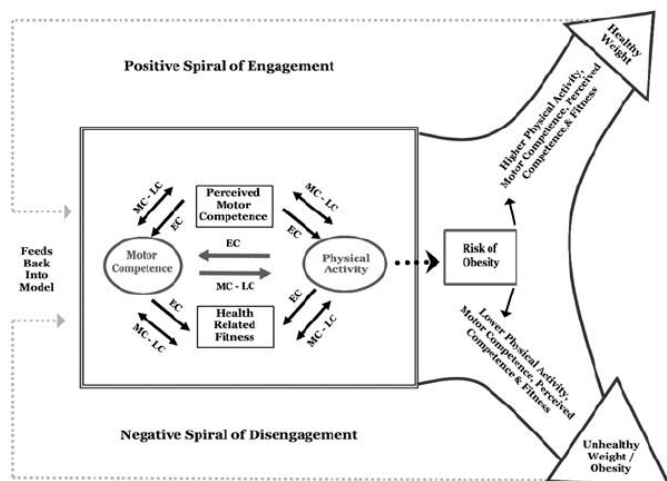 Positive Spiral of Engagement
Healthy
Weight
Higher Physical Activity,
Motor Competence, Perceived
Competence,& Fitness
MC - LC
Perceived
Motor
Competence
MC - LC
EC
EC
Motor
Competence
EC
MC - LC
Physical
Activity
Risk of
Obesity
Feeds
Back
Into
Model
EC
Health
Related
Fitness
EC
MC - LC
MC - LC
Lower Physical Activity,
Motor Competence, Perceived
Competence & Fitness
Negative Spiral of Disengagement
Unhealthy
Weight /
Obesity